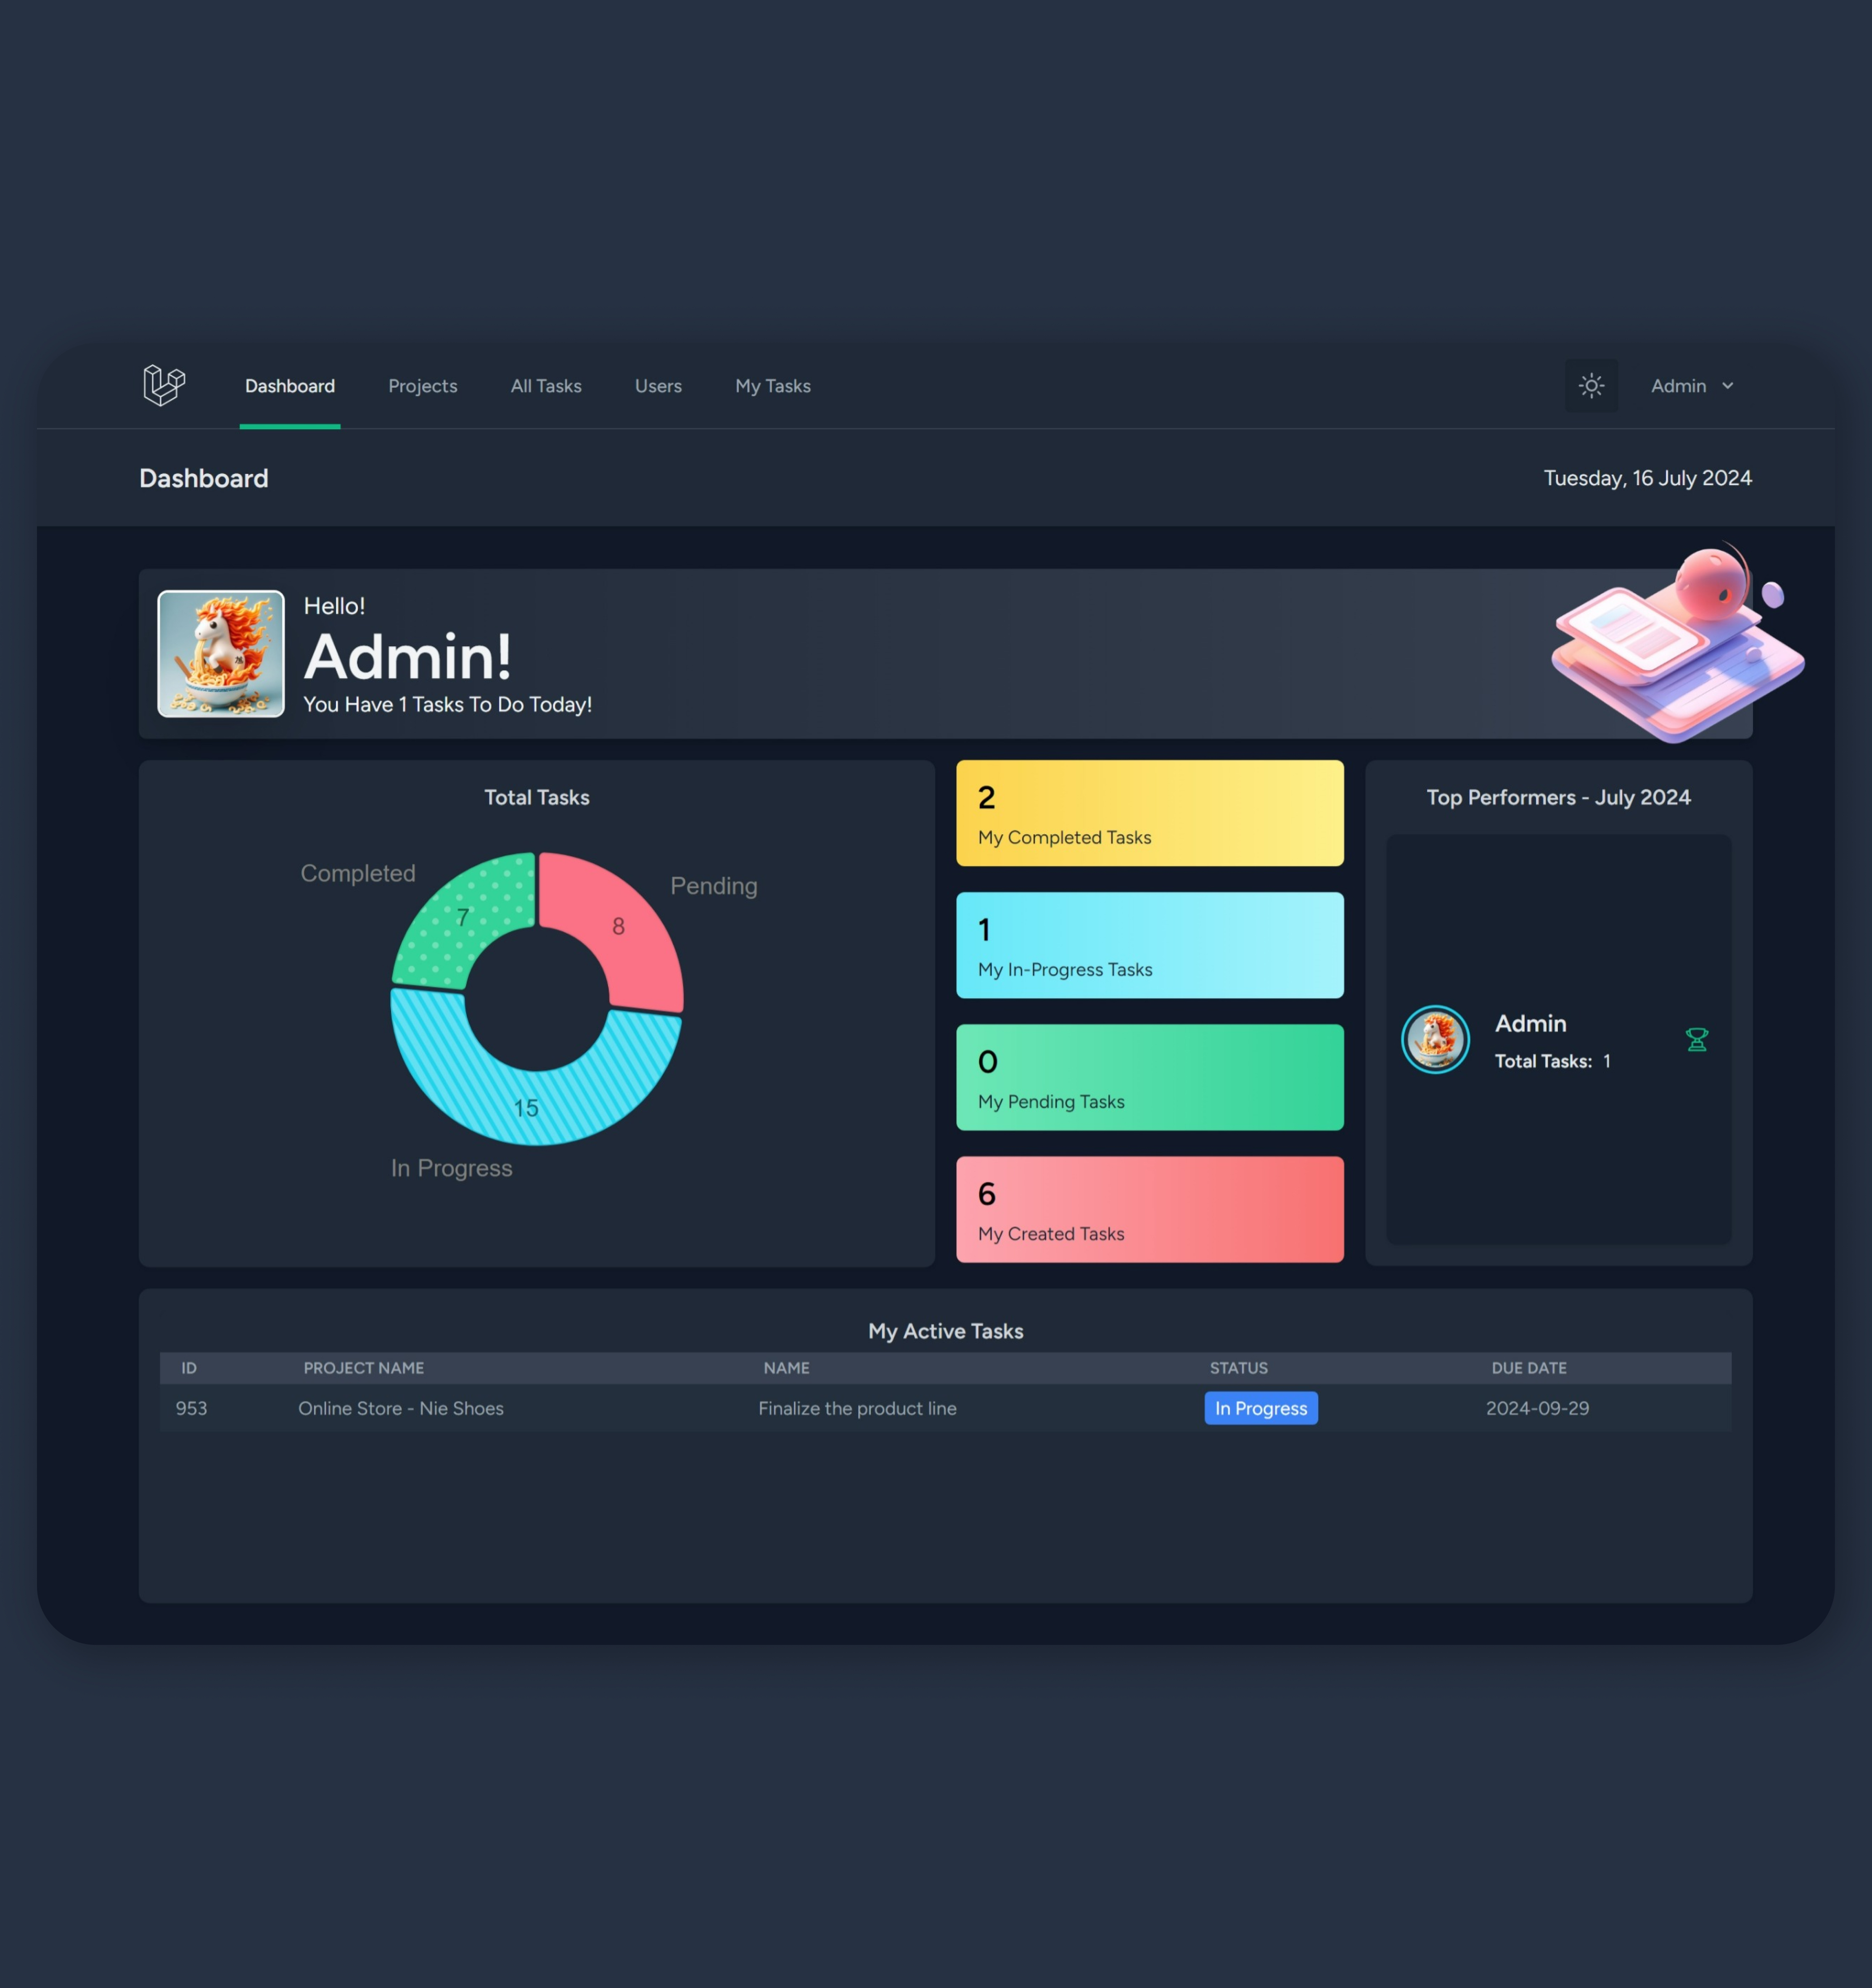 Dashboard
Projects
All Tasks
Users
My Tasks
Admin
Dashboard
Tuesday, 16 July 2024
Hello!
Admin!
You Have 1 Tasks To Do Today!
Total Tasks
Completed
Pending
7
8
15
In Progress
2
My Completed Tasks
1
My In-Progress Tasks
0
My Pending Tasks
6
My Created Tasks
Top Performers - July 2024
Admin
Total Tasks: 1
My Active Tasks
ID PROJECT NAME NAME STATUS DUE DATE
953 Online Store - Nie Shoes Finalize the product line In Progress 2024-09-29